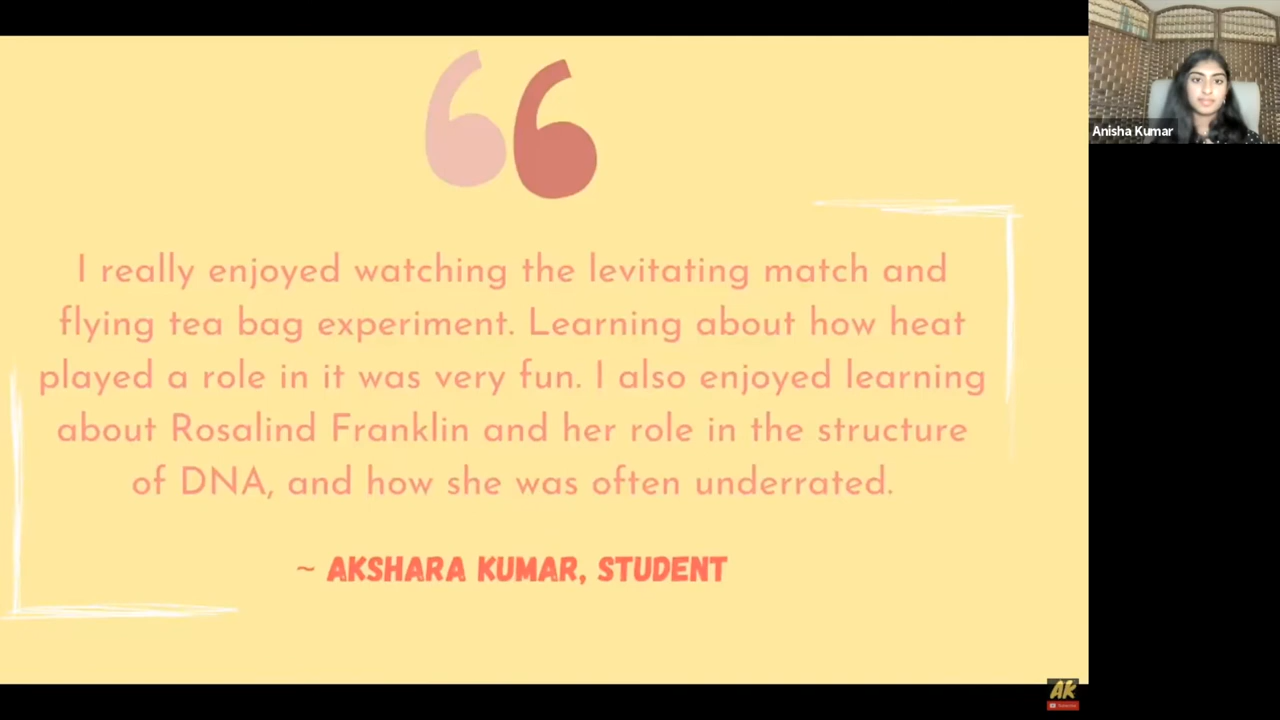 Anisha Kumar
I really enjoyed watching the levitating match and
flying tea bag experiment. Learning about how heat
played a role in it was very fun. I also enjoyed learning
about Rosalind Franklin and her role in the structure
of DNA, and how she was often underrated.
~ AKSHARA KUMAR, STUDENT
AK
Subscribe